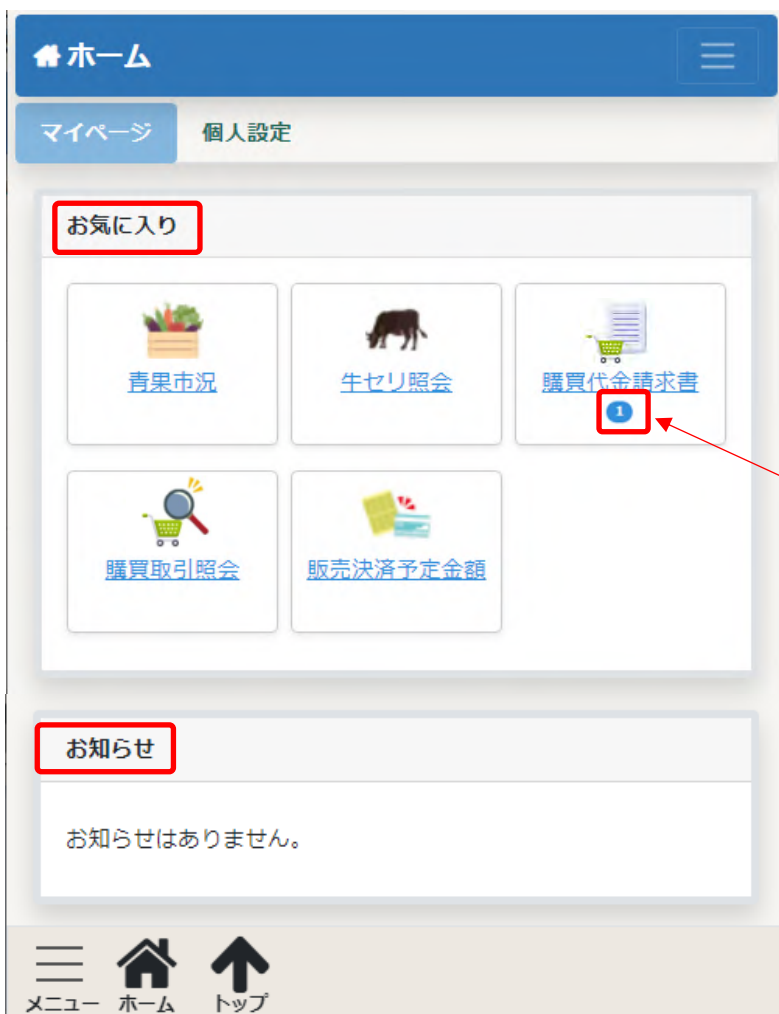 ホーム
マイページ 個人設定
お気に入り
青果市況 牛セリ照会 購買代金請求書
1
購買取引照会 販売決済予定金額
お知らせ
お知らせはありません。
メニュー ホーム トップ